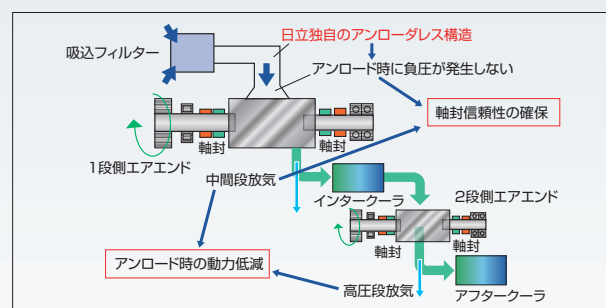 日立独自のアンローダレス構造
吸込フィルター
アンロード時に負圧が発生しない
軸封信頼性の確保
軸封
軸封
1段側エアエンド
中間段放気
インタークーラ
2段側エアエンド
軸封
軸封
アンロード時の動力低減
高圧段放気
アフタークーラ